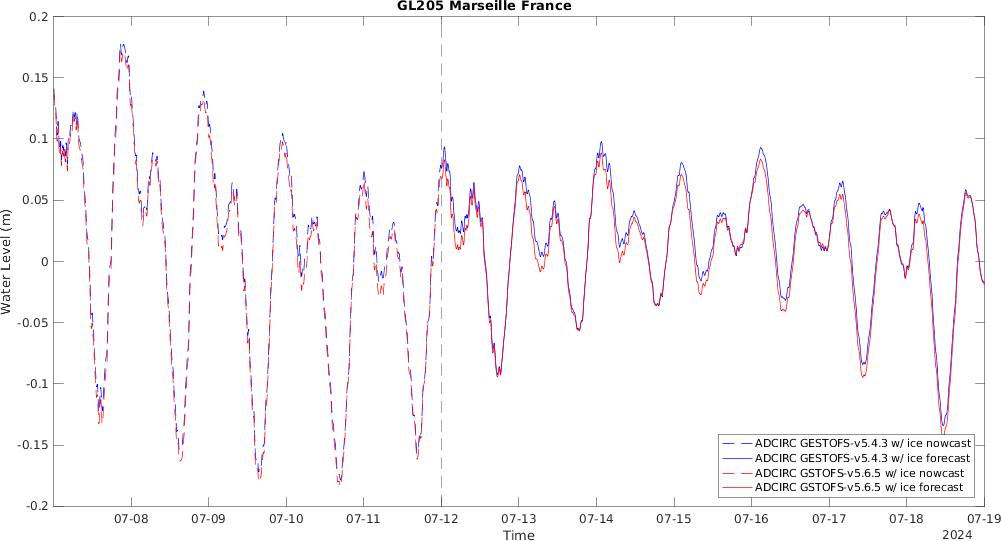 GL205 Marseille France
0.2
0.15
0.1
0.05
0
-0.05
-0.1
-0.15
-0.2
Water Level (m)
ADCIRC GESTOFS-v5.4.3 w/ ice nowcast
ADCIRC GESTOFS-v5.4.3 w/ ice forecast
ADCIRC GSTOFS-v5.6.5 w/ ice nowcast
ADCIRC GSTOFS-v5.6.5 w/ ice forecast
07-08 07-09 07-10 07-11 07-12 07-13 07-14 07-15 07-16 07-17 07-18 07-19
Time
2024